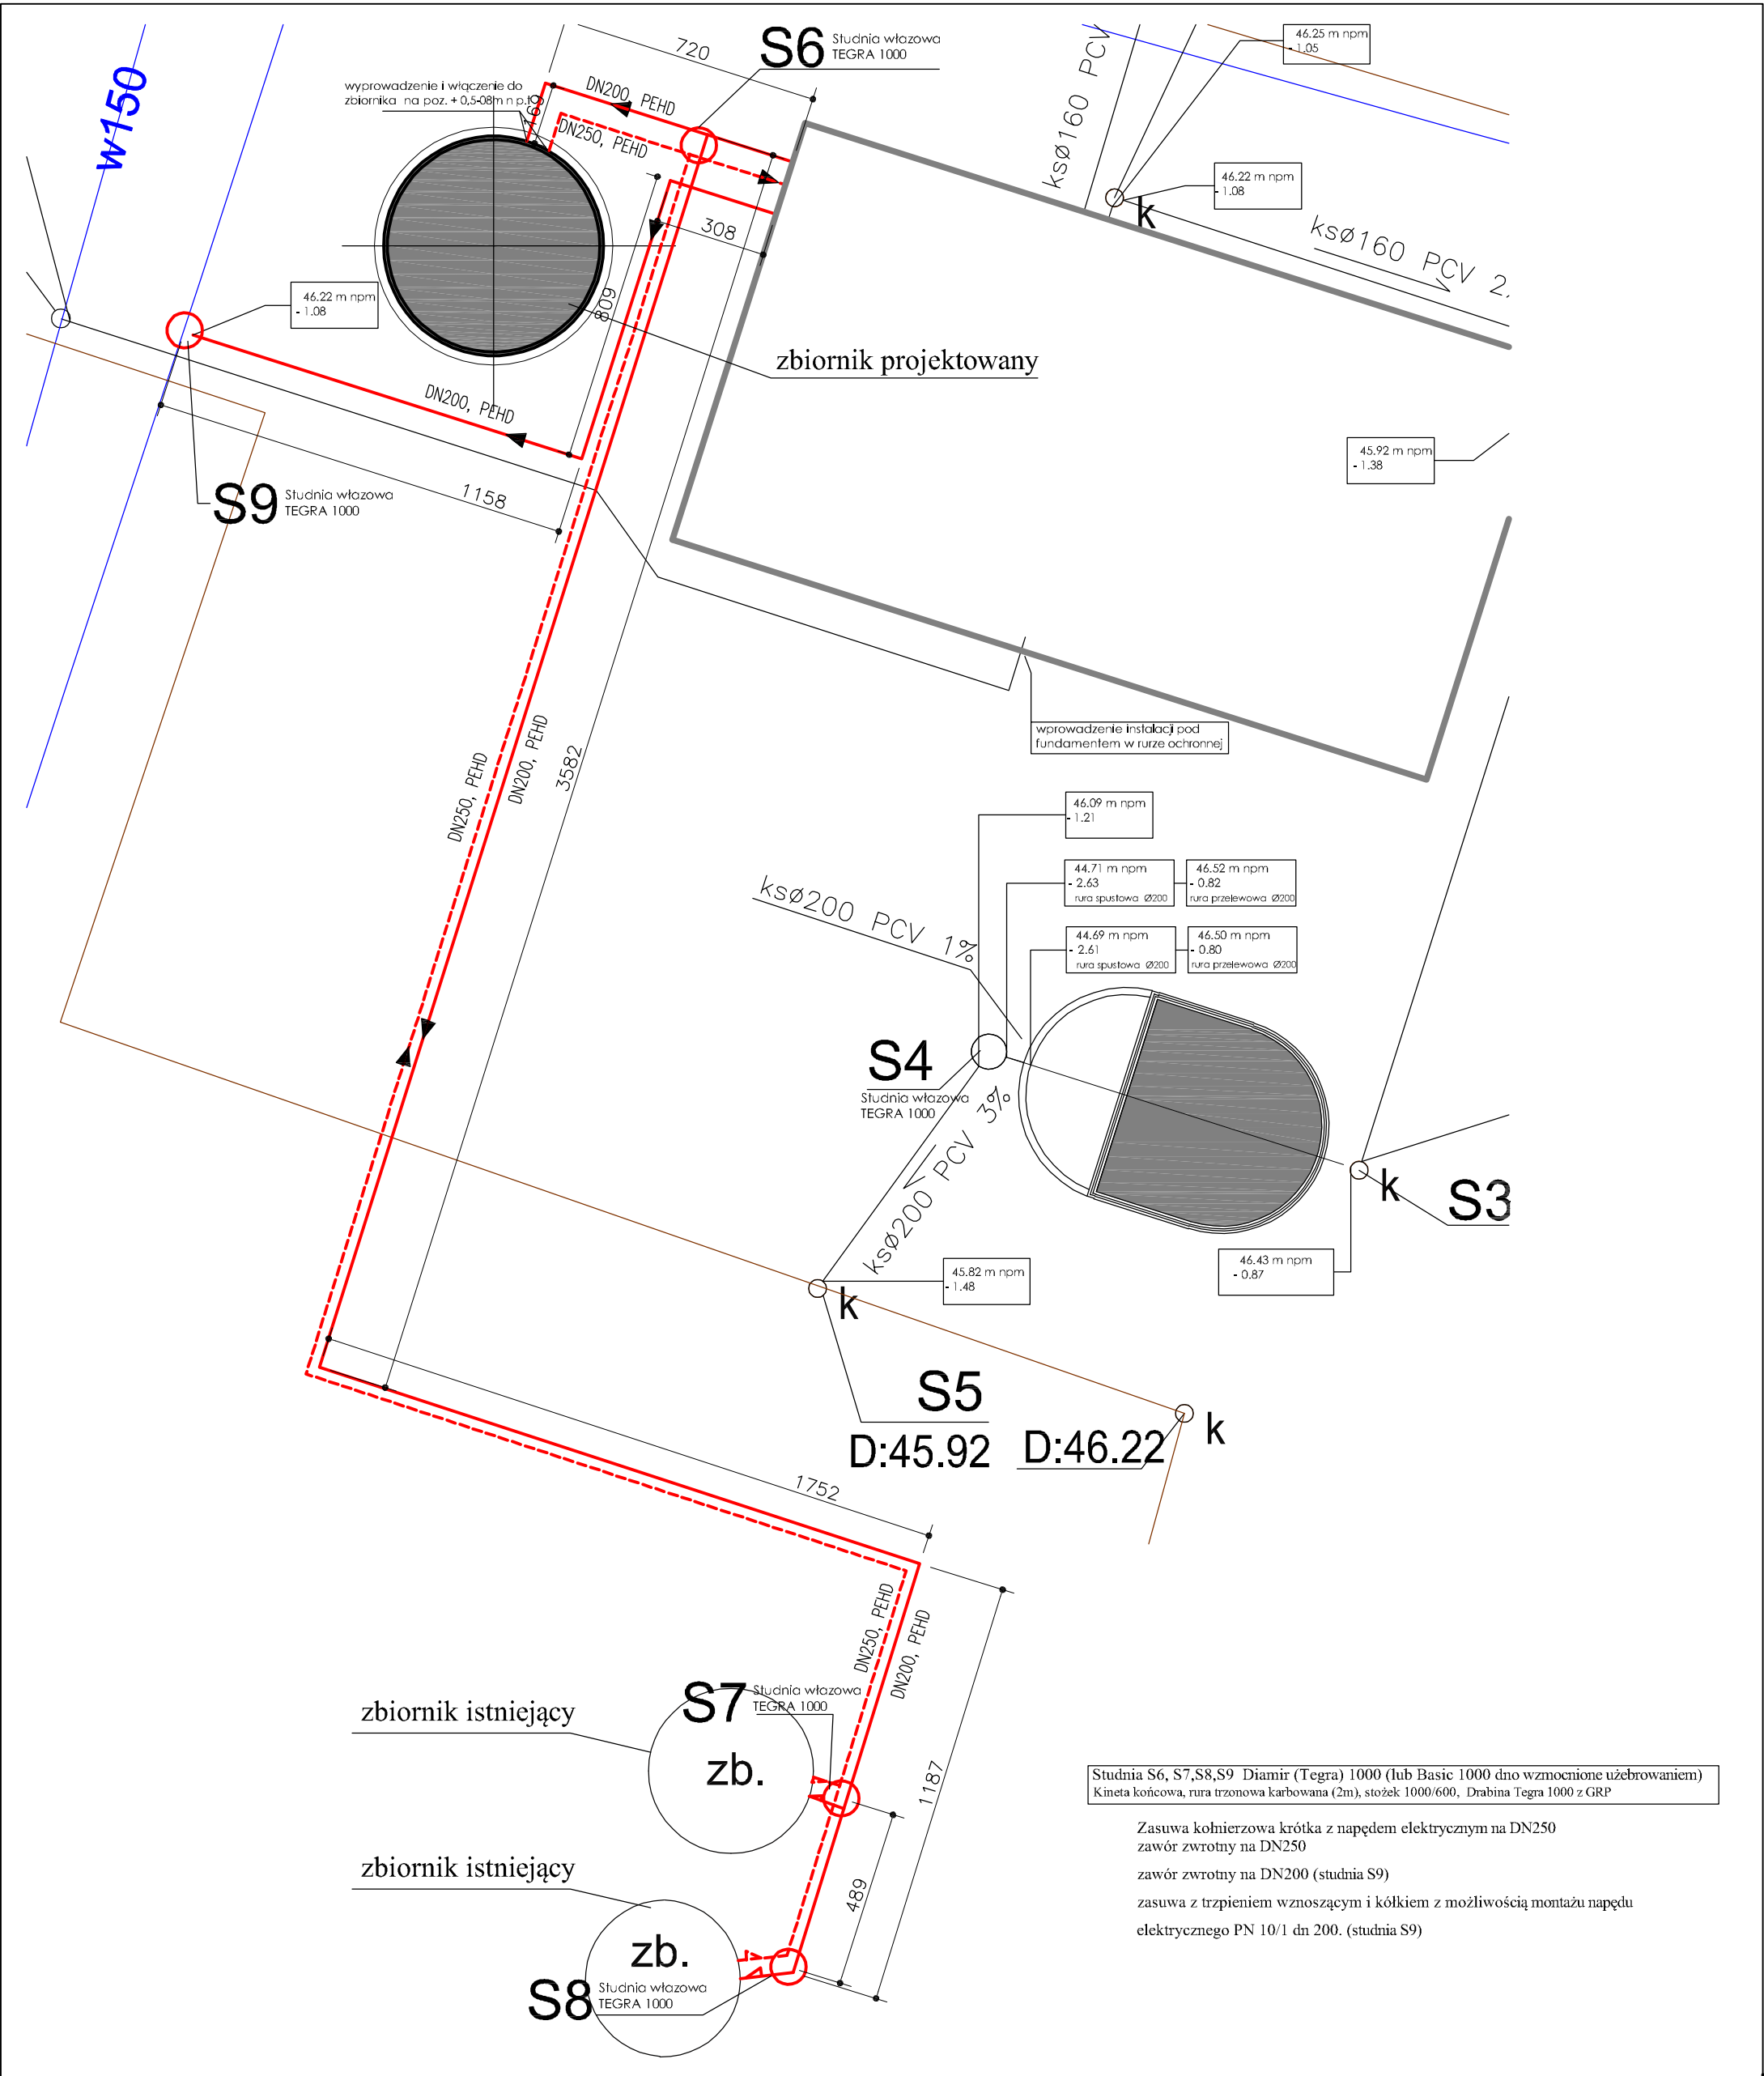 w150
wyprowadzenie i włączenie do
zbiornika na poz. + 0,5-08m n p.t.
720
S6
Studnia włazowa
TEGRA 1000
DN200, PEHD
169
DN250, PEHD
308
809
46.25 m npm
- 1.05
ksø160 PCV
46.22 m npm
- 1.08
k
ksø160 PCV 2.
46.22 m npm
- 1.08
zbiornik projektowany
DN200, PEHD
45.92 m npm
- 1.38
S9
Studnia włazowa
TEGRA 1000
1158
wprowadzenie instalacji pod
fundamentem w rurze ochronnej
DN250, PEHD
DN200, PEHD
3582
46.09 m npm
- 1.21
44.71 m npm
- 2.63
rura spustowa Ø200
46.52 m npm
- 0.82
rura przelewowa Ø200
44.69 m npm
- 2.61
rura spustowa Ø200
46.50 m npm
- 0.80
rura przelewowa Ø200
ksø200 PCV 1%
S4
Studnia włazowa
TEGRA 1000
ksø200 PCV 3%
k
S3
46.43 m npm
- 0.87
45.82 m npm
- 1.48
k
S5
D:45.92
D:46.22
k
1752
DN250, PEHD
DN200, PEHD
zbiornik istniejący
S7
Studnia włazowa
TEGRA 1000
zb.
1187
489
zbiornik istniejący
zb.
S8
Studnia włazowa
TEGRA 1000
Studnia S6, S7,S8,S9 Diamir (Tegra) 1000 (lub Basic 1000 dno wzmocnione użebrowaniem)
Kineta końcowa, rura trzonowa karbowana (2m), stożek 1000/600, Drabina Tegra 1000 z GRP
Zasuwa kołnierzowa krótka z napędem elektrycznym na DN250
zawór zwrotny na DN250
zawór zwrotny na DN200 (studnia S9)
zasuwa z trzpieniem wznoszącym i kółkiem z możliwością montażu napędu
elektrycznego PN 10/1 dn 200. (studnia S9)